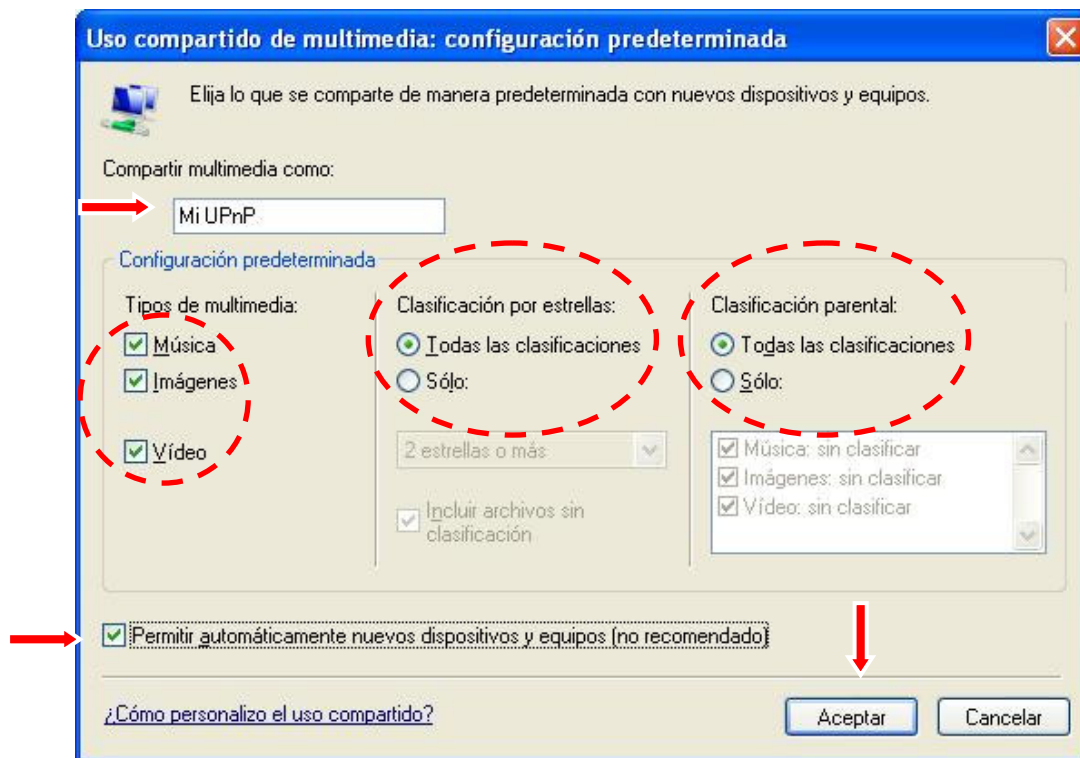 Uso compartido de multimedia: configuración predeterminada
Elija lo que se comparte de manera predeterminada con nuevos dispositivos y equipos.
Compartir multimedia como:
Mi UPnP
Configuración predeterminada
Tipos de multimedia:
Música
Imágenes
Vídeo
Clasificación por estrellas:
Todas las clasificaciones
Sólo:
2 estrellas o más
Incluir archivos sin
clasificación
Clasificación parental:
Todas las clasificaciones
Sólo:
Música: sin clasificar
Imágenes: sin clasificar
Vídeo: sin clasificar
Permitir automáticamente nuevos dispositivos y equipos (no recomendado)
¿Cómo personalizo el uso compartido?
Aceptar
Cancelar